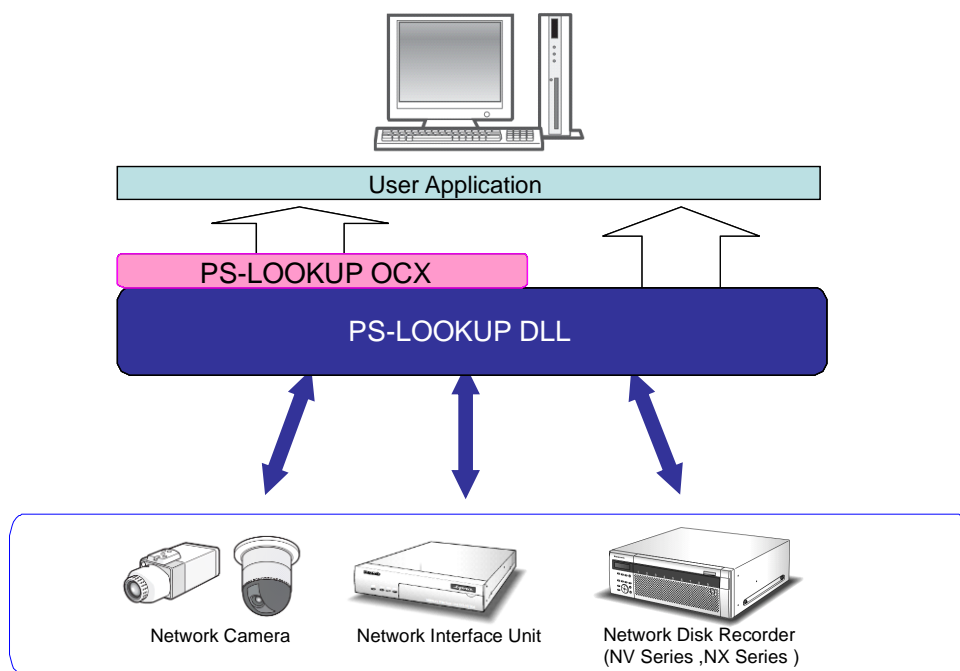 User Application
PS-LOOKUP OCX
PS-LOOKUP DLL
Network Camera
Network Interface Unit
Network Disk Recorder
(NV Series ,NX Series )